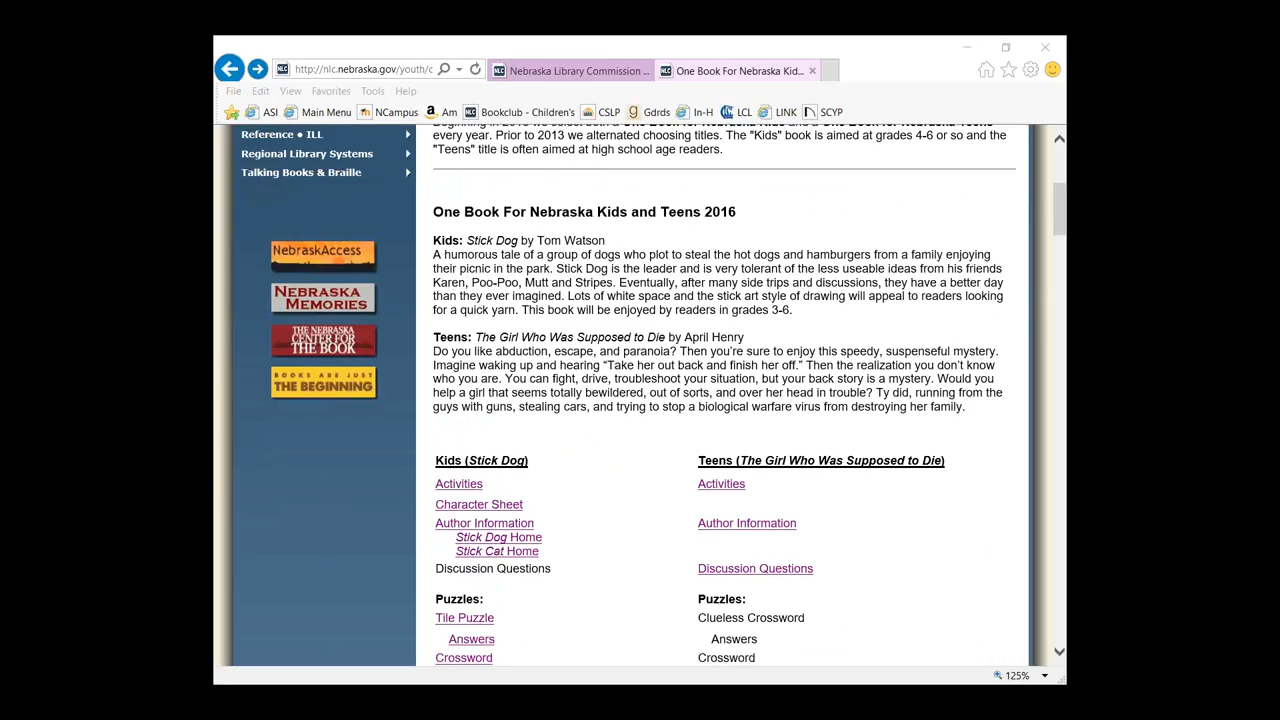 http://nlc.nebraska.gov/youth/c
Nebraska Library Commission ...
One Book For Nebraska Kid...
File Edit View Favorites Tools Help
ASI Main Menu NCampus Am Bookclub - Children's CSLP Gdrds In-H LCL LINK SCYP
Reference • ILL
Regional Library Systems
Talking Books & Braille
NebraskAccess
NEBRASKA
MEMORIES
THE NEBRASKA
CENTER FOR
THE BOOK
BOOKS ARE JUST
THE BEGINNING
every year. Prior to 2013 we alternated choosing titles. The "Kids" book is aimed at grades 4-6 or so and the
"Teens" title is often aimed at high school age readers.
One Book For Nebraska Kids and Teens 2016
Kids: Stick Dog by Tom Watson
A humorous tale of a group of dogs who plot to steal the hot dogs and hamburgers from a family enjoying
their picnic in the park. Stick Dog is the leader and is very tolerant of the less useable ideas from his friends
Karen, Poo-Poo, Mutt and Stripes. Eventually, after many side trips and discussions, they have a better day
than they ever imagined. Lots of white space and the stick art style of drawing will appeal to readers looking
for a quick yarn. This book will be enjoyed by readers in grades 3-6.
Teens: The Girl Who Was Supposed to Die by April Henry
Do you like abduction, escape, and paranoia? Then you're sure to enjoy this speedy, suspenseful mystery.
Imagine waking up and hearing “Take her out back and finish her off.” Then the realization you don't know
who you are. You can fight, drive, troubleshoot your situation, but your back story is a mystery. Would you
help a girl that seems totally bewildered, out of sorts, and over her head in trouble? Ty did, running from the
guys with guns, stealing cars, and trying to stop a biological warfare virus from destroying her family.
Kids (Stick Dog) Teens (The Girl Who Was Supposed to Die)
Activities Activities
Character Sheet
Author Information Author Information
Stick Dog Home
Stick Cat Home
Discussion Questions Discussion Questions
Puzzles: Puzzles:
Tile Puzzle Clueless Crossword
Answers Answers
Crossword Crossword
125%